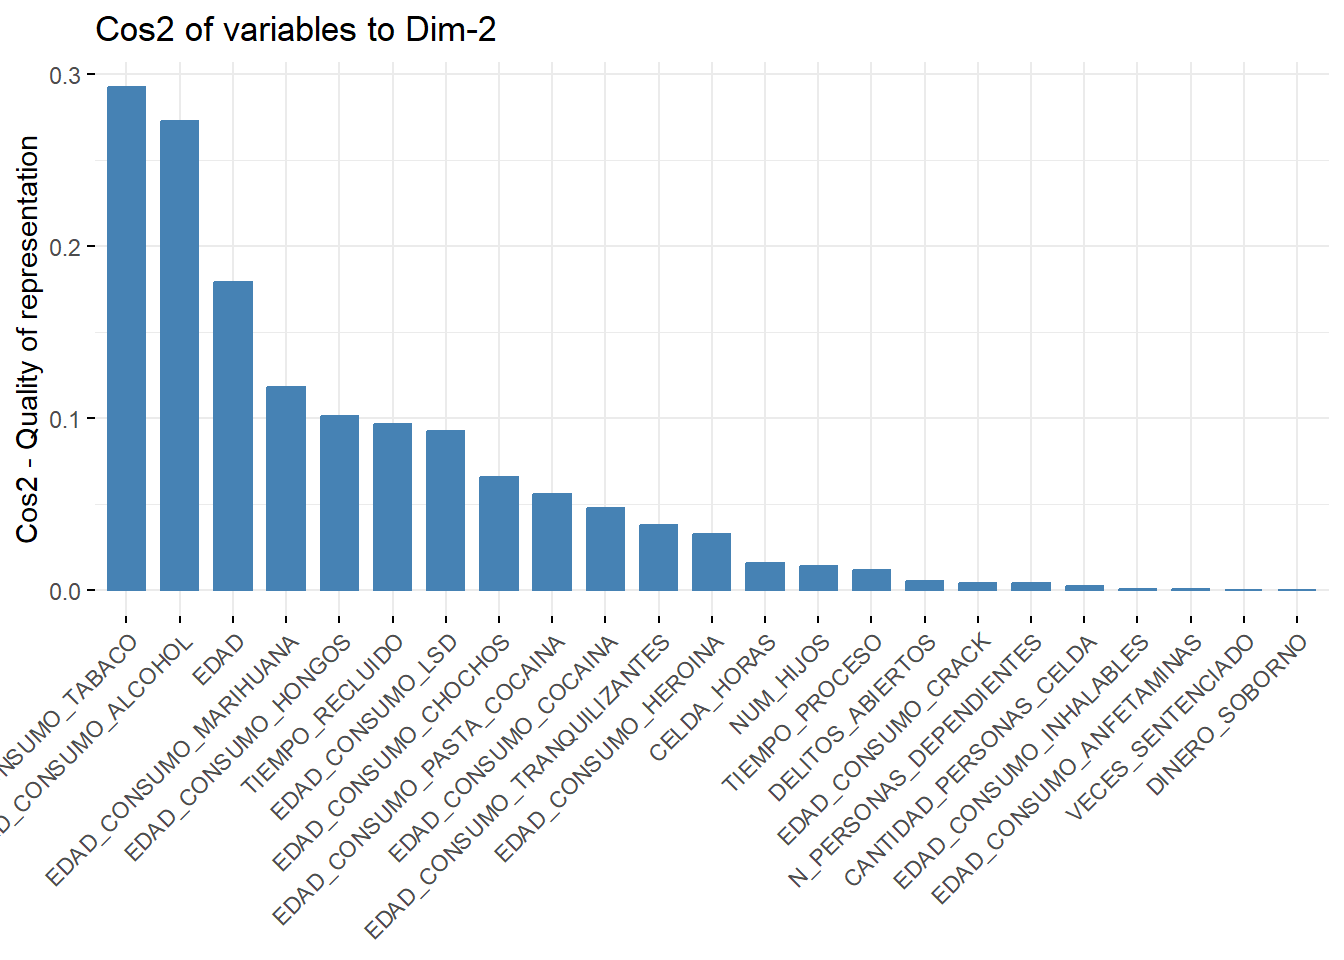 Cos2 of variables to Dim-2
Cos2 - Quality of representation
0.3
0.2
0.1
0.0
NSUMO_TABACO
D_CONSUMO_ALCOHOL
EDAD
EDAD_CONSUMO_MARIHUANA
EDAD_CONSUMO_HONGOS
TIEMPO_RECLUIDO
EDAD_CONSUMO_LSD
EDAD_CONSUMO_CHOCHOS
EDAD_CONSUMO_PASTA_COCAINA
EDAD_CONSUMO_COCAINA
EDAD_CONSUMO_TRANQUILIZANTES
EDAD_CONSUMO_HEROINA
CELDA_HORAS
NUM_HIJOS
TIEMPO_PROCESO
DELITOS_ABIERTOS
EDAD_CONSUMO_CRACK
N_PERSONAS_DEPENDIENTES
CANTIDAD_PERSONAS_CELDA
EDAD_CONSUMO_INHALABLES
EDAD_CONSUMO_ANFETAMINAS
VECES_SENTENCIADO
DINERO_SOBORNO